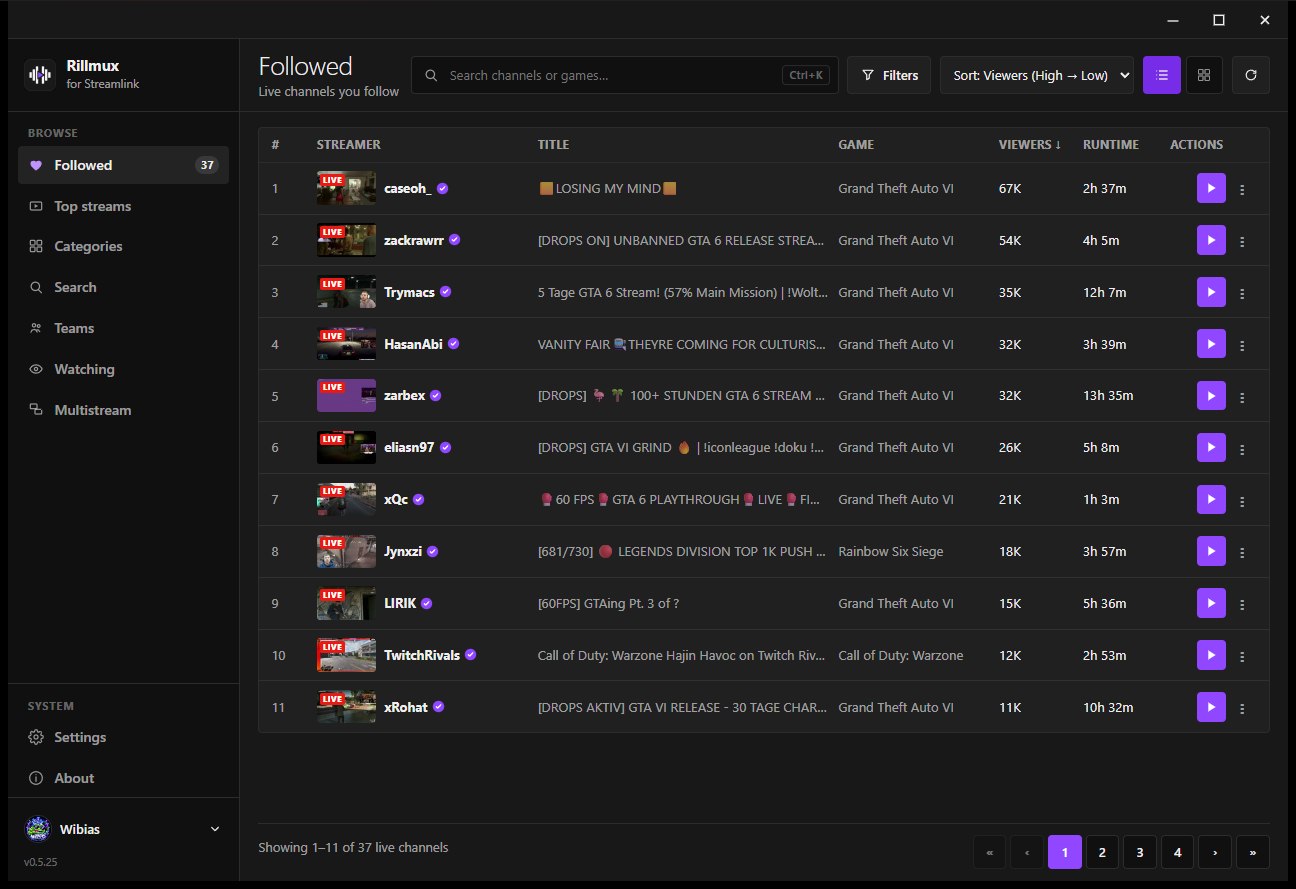 Rillmux
for Streamlink
BROWSE
Followed 37
Top streams
Categories
Search
Teams
Watching
Multistream
SYSTEM
Settings
About
Wibias
v0.5.25
Followed
Live channels you follow
Search channels or games... Ctrl+K
Filters
Sort: Viewers (High → Low)
# STREAMER TITLE GAME VIEWERS ↓ RUNTIME ACTIONS
1 LIVE caseoh_ 🟧LOSING MY MIND🟧 Grand Theft Auto VI 67K 2h 37m
2 LIVE zackrawrr [DROPS ON] UNBANNED GTA 6 RELEASE STREA... Grand Theft Auto VI 54K 4h 5m
3 LIVE Trymacs 5 Tage GTA 6 Stream! (57% Main Mission) | !Wolt... Grand Theft Auto VI 35K 12h 7m
4 LIVE HasanAbi VANITY FAIR THEYRE COMING FOR CULTURIS... Grand Theft Auto VI 32K 3h 39m
5 LIVE zarbex [DROPS] 🦩 🌴 100+ STUNDEN GTA 6 STREAM ... Grand Theft Auto VI 32K 13h 35m
6 LIVE eliasn97 [DROPS] GTA VI GRIND 🔥 | !iconleague !doku !... Grand Theft Auto VI 26K 5h 8m
7 LIVE xQc 🥊60 FPS🥊GTA 6 PLAYTHROUGH🥊LIVE🥊FI... Grand Theft Auto VI 21K 1h 3m
8 LIVE Jynxzi [681/730] 🔴 LEGENDS DIVISION TOP 1K PUSH ... Rainbow Six Siege 18K 3h 57m
9 LIVE LIRIK [60FPS] GTAing Pt. 3 of ? Grand Theft Auto VI 15K 5h 36m
10 LIVE TwitchRivals Call of Duty: Warzone Hajin Havoc on Twitch Riv... Call of Duty: Warzone 12K 2h 53m
11 LIVE xRohat [DROPS AKTIV] GTA VI RELEASE - 30 TAGE CHAR... Grand Theft Auto VI 11K 10h 32m
Showing 1–11 of 37 live channels
« ‹ 1 2 3 4 › »